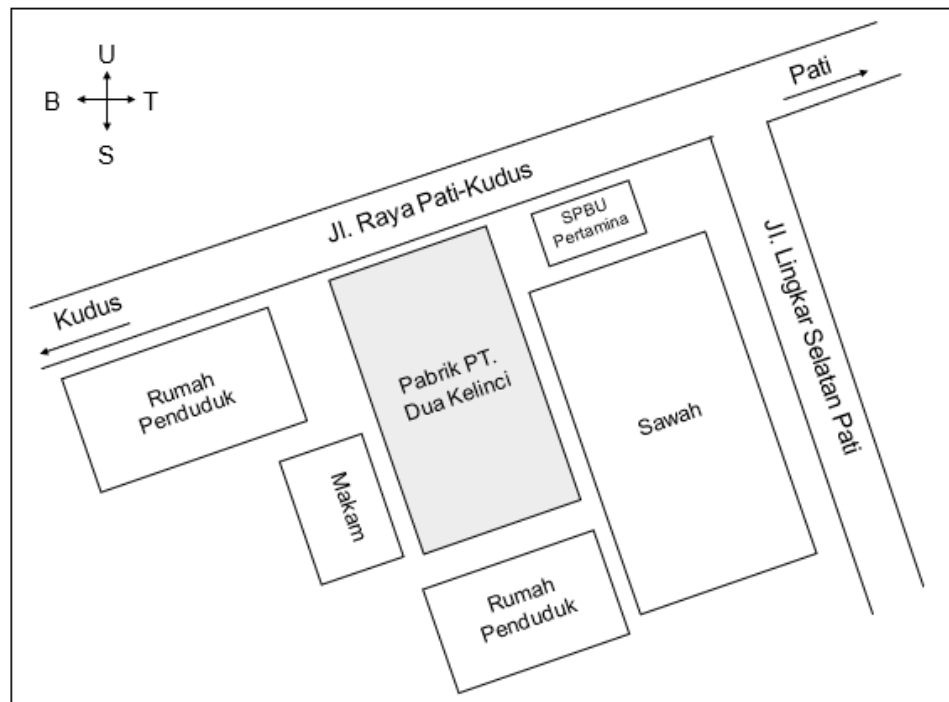 U
B
T
S
Pati
Jl. Raya Pati-Kudus
SPBU
Pertamina
Kudus
Jl. Lingkar Selatan Pati
Rumah
Penduduk
Pabrik PT.
Dua Kelinci
Sawah
Makam
Rumah
Penduduk